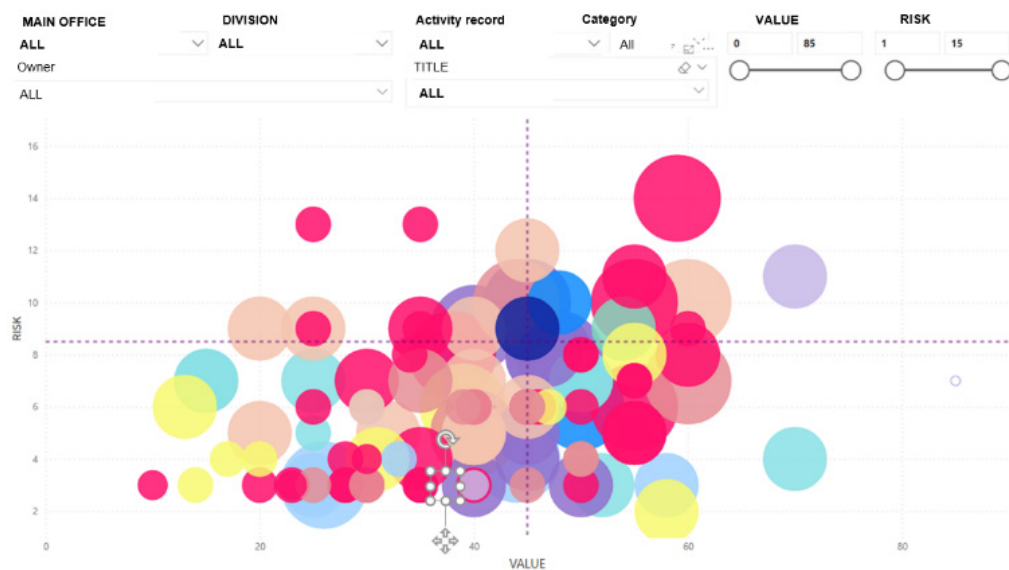 MAIN OFFICE DIVISION Activity record Category VALUE RISK
ALL ALL ALL All 0 85 1 15
Owner TITLE
ALL ALL
16
14
12
10
8
6
4
2
RISK
0 20 40 60 80
VALUE